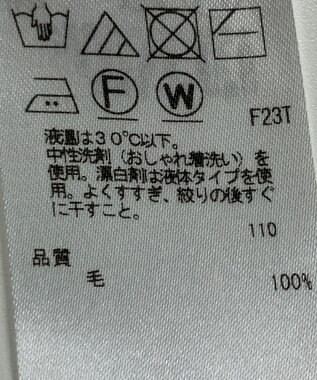 F W
F23T
液温は30℃以下。
中性洗剤（おしゃれ着洗い）を
使用。漂白剤は液体タイプを使
用。よくすすぎ、絞りの後すぐ
に干すこと。
110
品質
毛 100%